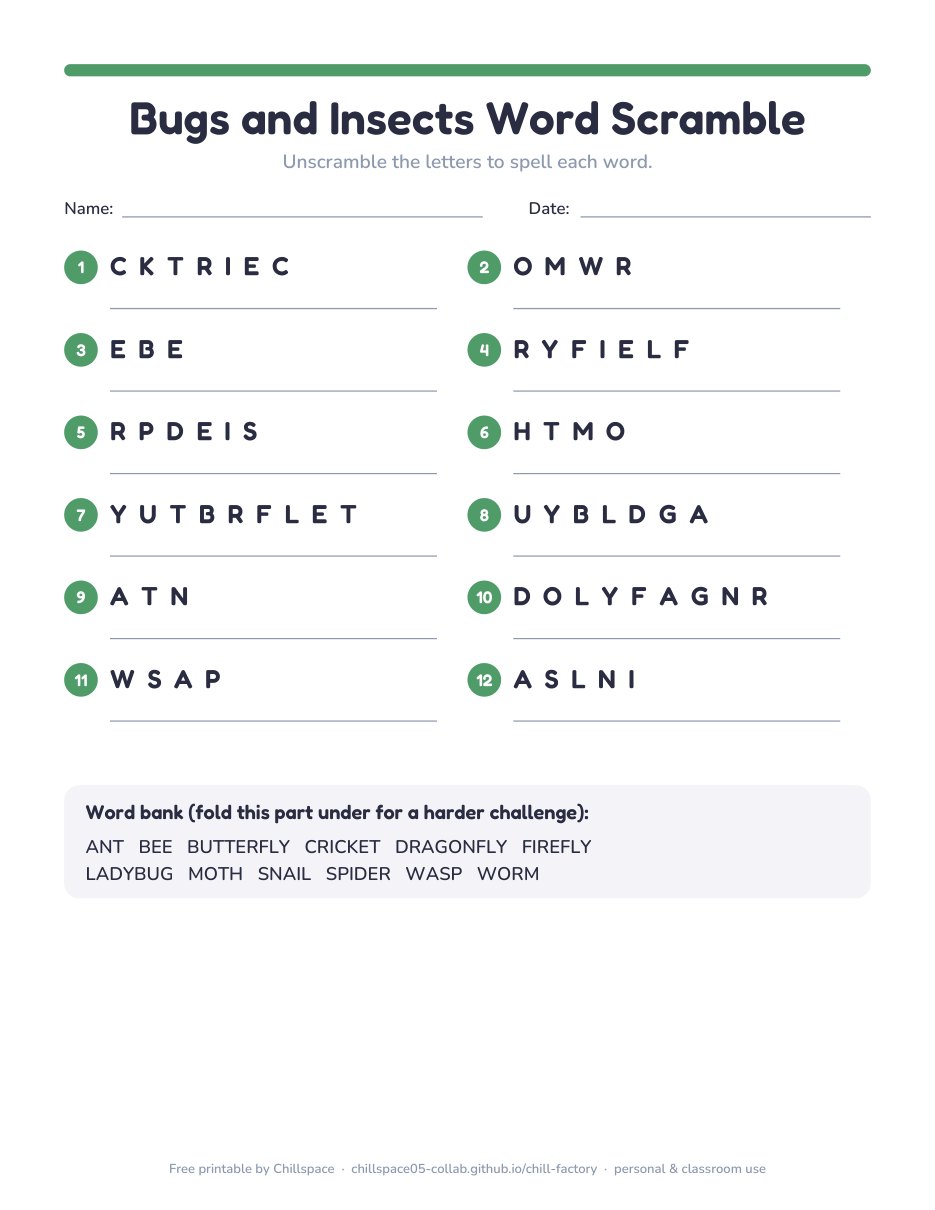 Bugs and Insects Word Scramble
Unscramble the letters to spell each word.
Name: Date:
1 C K T R I E C
2 O M W R
3 E B E
4 R Y F I E L F
5 R P D E I S
6 H T M O
7 Y U T B R F L E T
8 U Y B L D G A
9 A T N
10 D O L Y F A G N R
11 W S A P
12 A S L N I
Word bank (fold this part under for a harder challenge):
ANT BEE BUTTERFLY CRICKET DRAGONFLY FIREFLY
LADYBUG MOTH SNAIL SPIDER WASP WORM
Free printable by Chillspace · chillspace05-collab.github.io/chill-factory · personal & classroom use